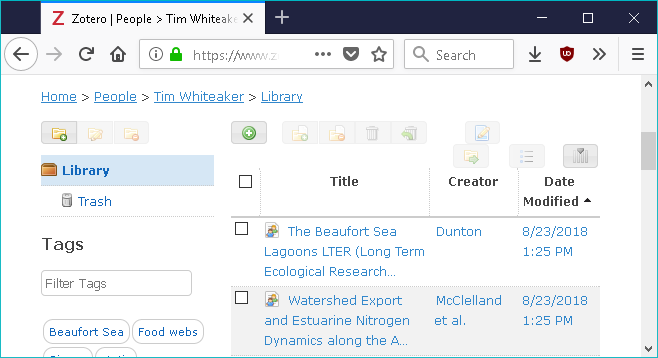 Zotero | People > Tim Whiteake
https://www.z
Search
Home > People > Tim Whiteaker > Library
Library
Trash
Tags
Filter Tags
Beaufort Sea
Food webs
Title
Creator
Date
Modified
The Beaufort Sea
Lagoons LTER (Long Term
Ecological Research...
Dunton
8/23/2018
1:25 PM
Watershed Export
and Estuarine Nitrogen
Dynamics along the A...
McClelland
et al.
8/23/2018
1:25 PM